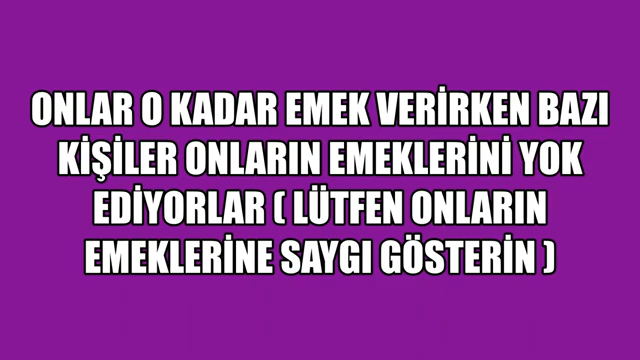 ONLAR O KADAR EMEK VERİRKEN BAZI
KİŞİLER ONLARIN EMEKLERİNİ YOK
EDİYORLAR ( LÜTFEN ONLARIN
EMEKLERİNE SAYGI GÖSTERİN )